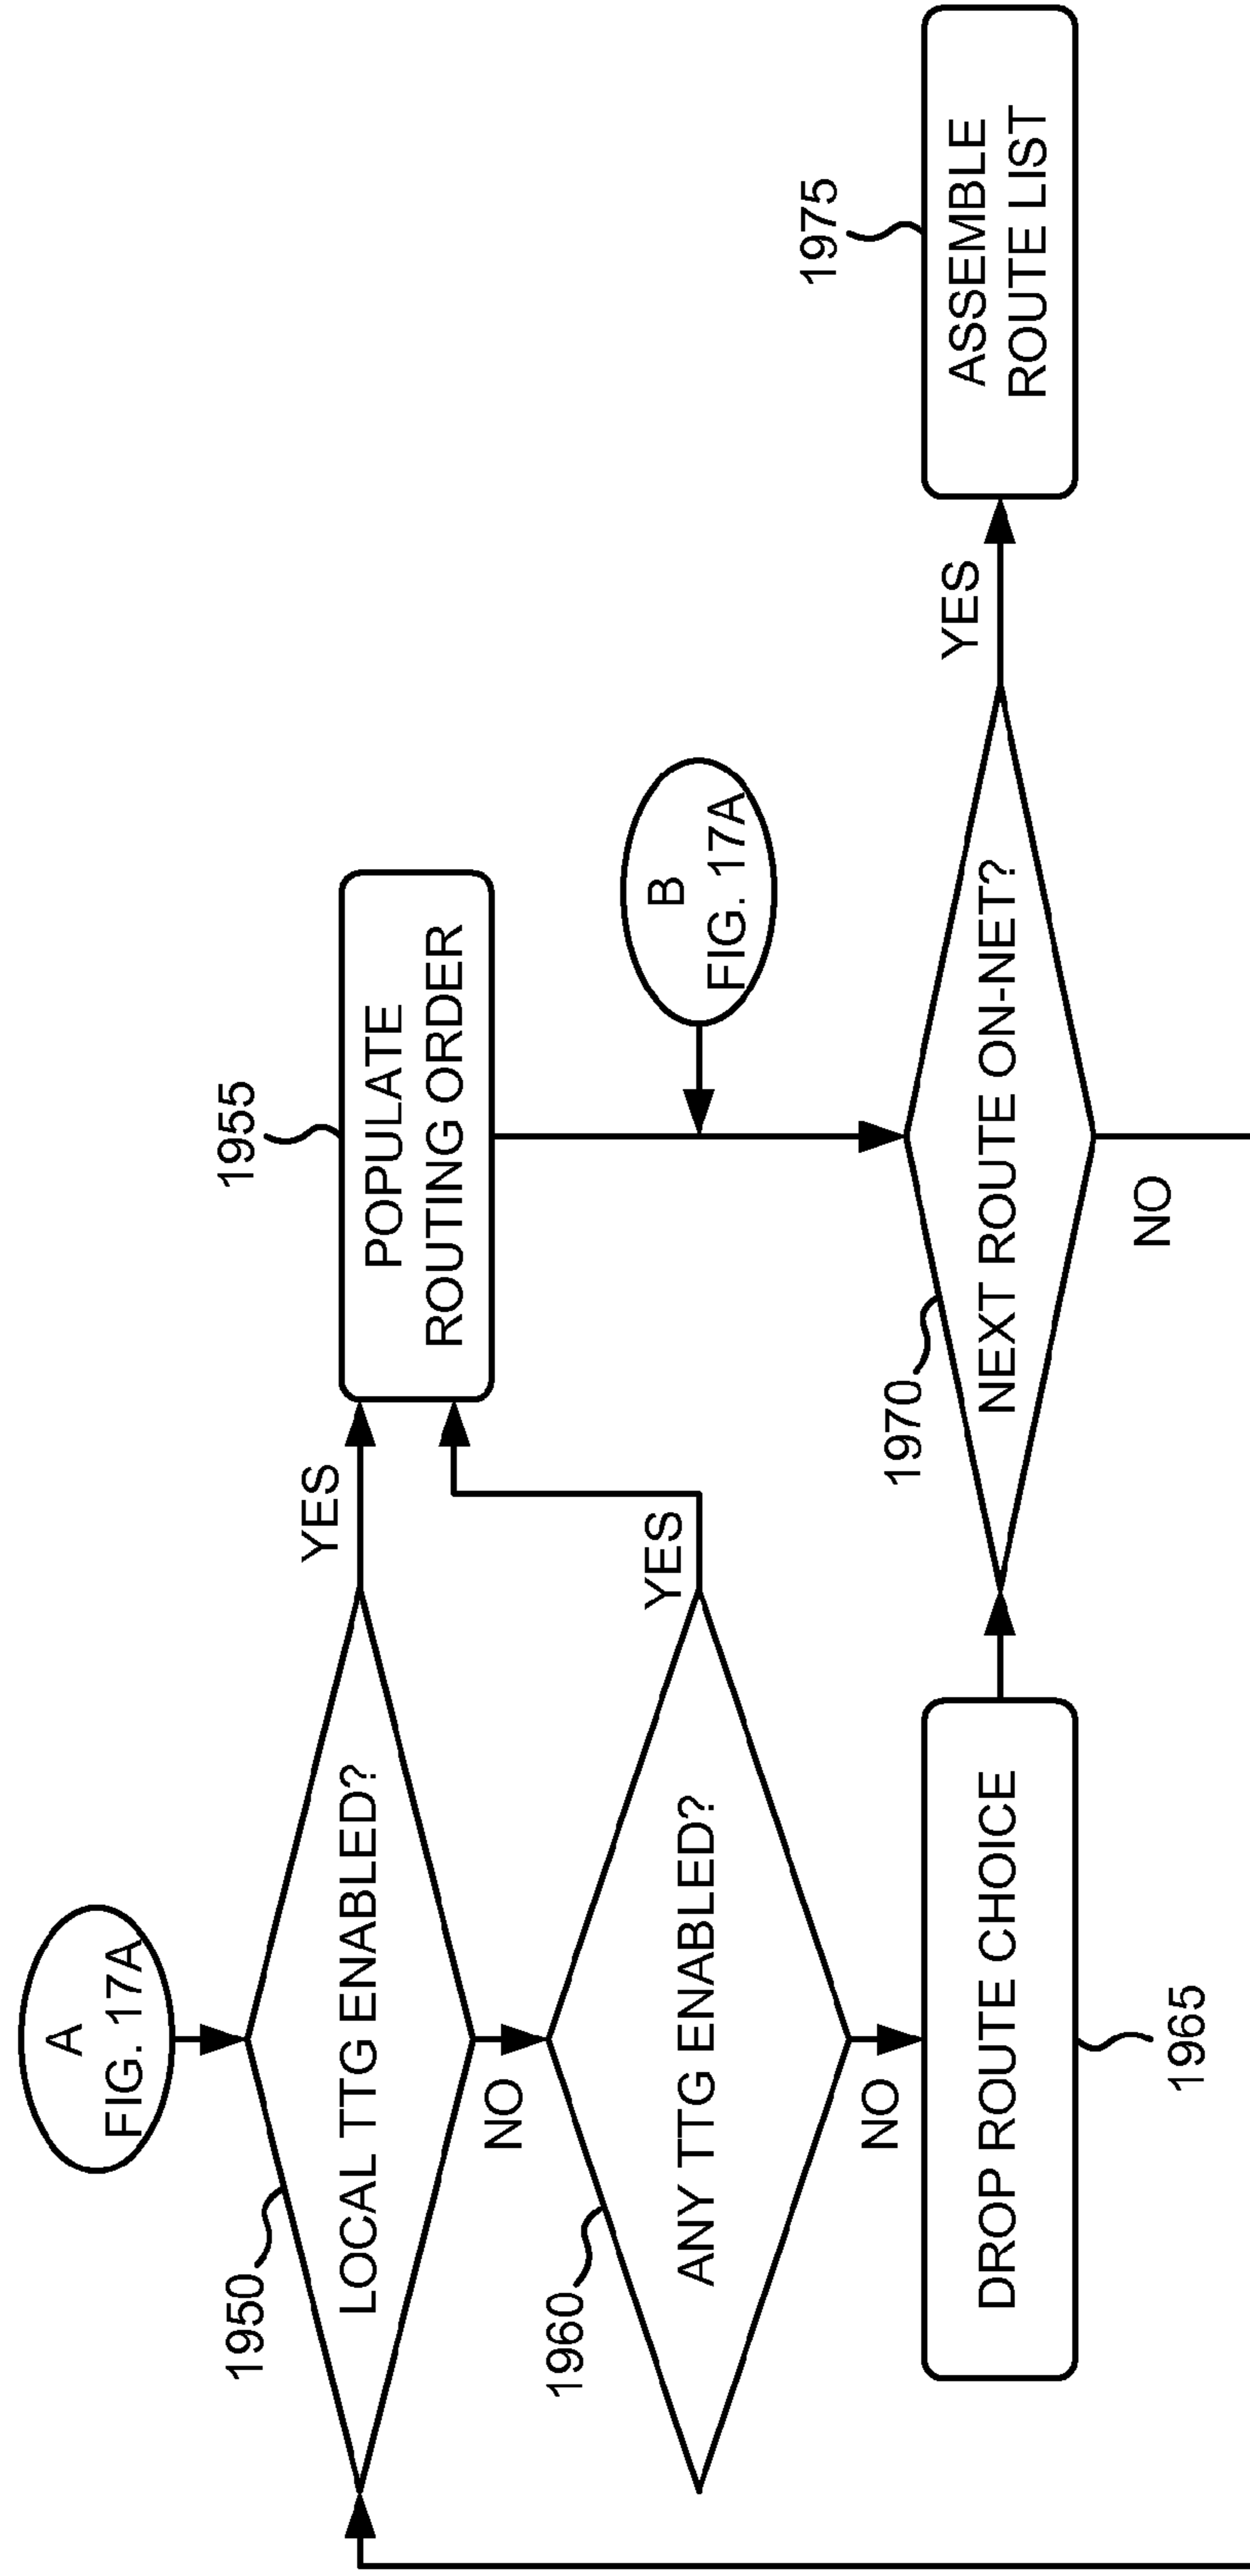 A
FIG. 17A
1950
LOCAL TTG ENABLED?
YES
1955
POPULATE
ROUTING ORDER
NO
1960
ANY TTG ENABLED?
YES
B
FIG. 17A
NO
DROP ROUTE CHOICE
1965
1970
NEXT ROUTE ON-NET?
YES
1975
ASSEMBLE
ROUTE LIST
NO